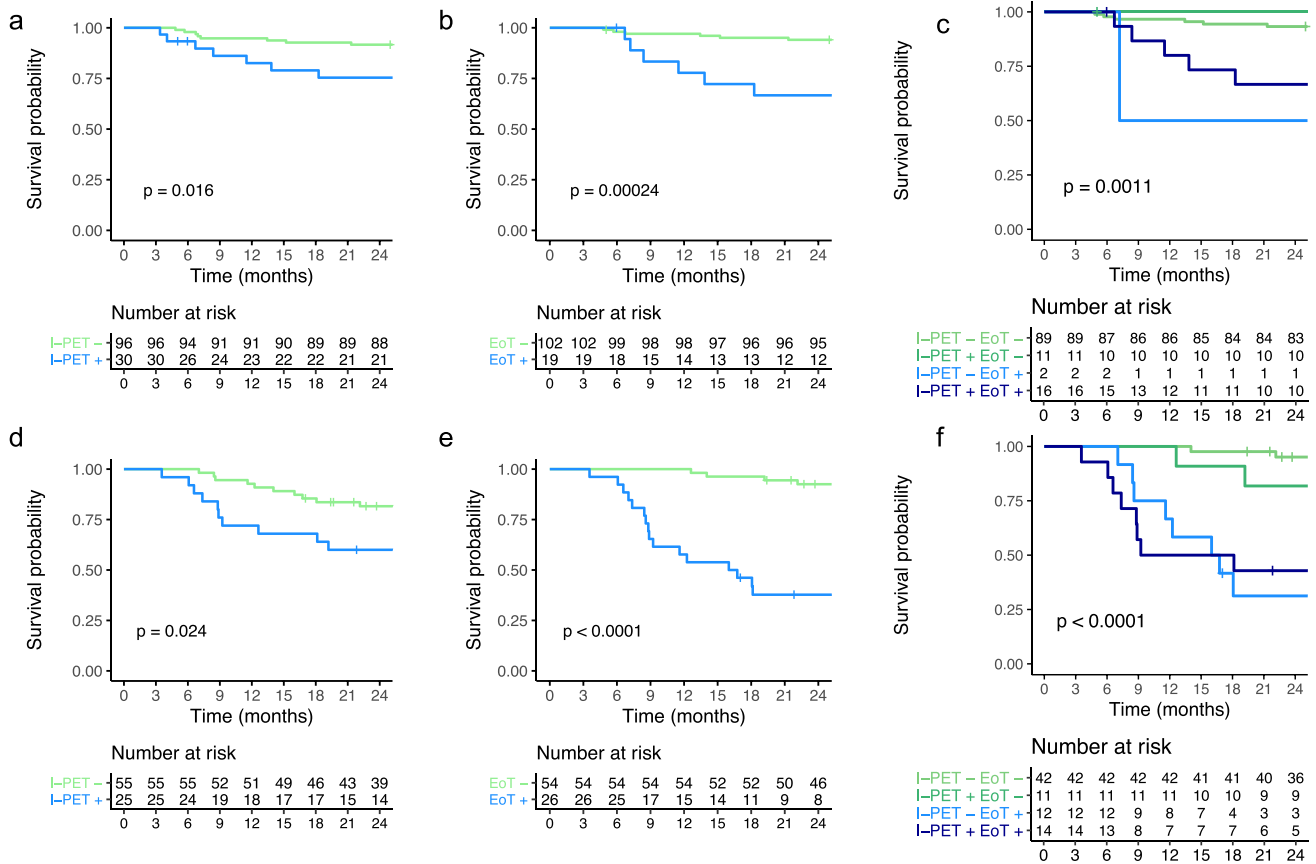 a
Survival probability
1.00
0.75
0.50
0.25
0.00
p = 0.016
0 3 6 9 12 15 18 21 24
Time (months)
Number at risk
I−PET − 96 96 94 91 91 90 89 89 88
I−PET + 30 30 26 24 23 22 22 21 21
0 3 6 9 12 15 18 21 24
b
Survival probability
1.00
0.75
0.50
0.25
0.00
p = 0.00024
0 3 6 9 12 15 18 21 24
Time (months)
Number at risk
EoT − 102 102 99 98 98 97 96 96 95
EoT + 19 19 18 15 14 13 13 12 12
0 3 6 9 12 15 18 21 24
c
Survival probability
1.00
0.75
0.50
0.25
0.00
p = 0.0011
0 3 6 9 12 15 18 21 24
Time (months)
Number at risk
I−PET − EoT − 89 89 87 86 86 85 84 84 83
I−PET + EoT − 11 11 10 10 10 10 10 10 10
I−PET − EoT + 2 2 2 1 1 1 1 1 1
I−PET + EoT + 16 16 15 13 12 11 11 10 10
0 3 6 9 12 15 18 21 24
d
Survival probability
1.00
0.75
0.50
0.25
0.00
p = 0.024
0 3 6 9 12 15 18 21 24
Time (months)
Number at risk
I−PET − 55 55 55 52 51 49 46 43 39
I−PET + 25 25 24 19 18 17 17 15 14
0 3 6 9 12 15 18 21 24
e
Survival probability
1.00
0.75
0.50
0.25
0.00
p < 0.0001
0 3 6 9 12 15 18 21 24
Time (months)
Number at risk
EoT − 54 54 54 54 54 52 52 50 46
EoT + 26 26 25 17 15 14 11 9 8
0 3 6 9 12 15 18 21 24
f
Survival probability
1.00
0.75
0.50
0.25
0.00
p < 0.0001
0 3 6 9 12 15 18 21 24
Time (months)
Number at risk
I−PET − EoT − 42 42 42 42 42 41 41 40 36
I−PET + EoT − 11 11 11 11 11 10 10 9 9
I−PET − EoT + 12 12 12 9 8 7 4 3 3
I−PET + EoT + 14 14 13 8 7 7 7 6 5
0 3 6 9 12 15 18 21 24